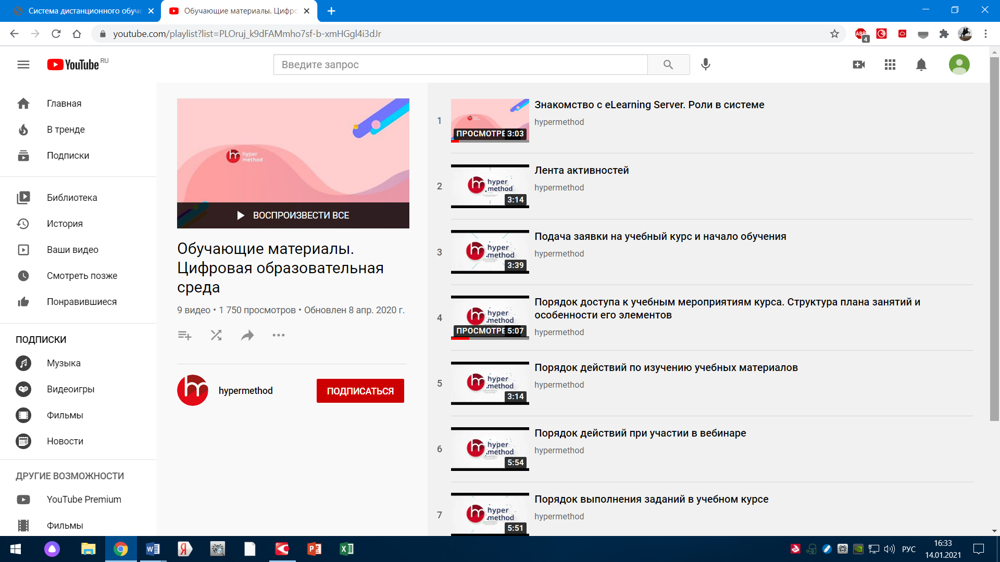 Система дистанционного обуче
Обучающие материалы. Цифро
youtube.com/playlist?list=PLOruj_k9dFAMmho7sf-b-xmHGgl4i3dJr
ABP
4
YouTube RU
Введите запрос
Главная
В тренде
Подписки
Библиотека
История
Ваши видео
Смотреть позже
Понравившиеся
ПОДПИСКИ
Музыка
Видеоигры
Фильмы
Новости
ДРУГИЕ ВОЗМОЖНОСТИ
YouTube Premium
Фильмы
hyper
method
ВОСПРОИЗВЕСТИ ВСЕ
Обучающие материалы.
Цифровая образовательная
среда
9 видео • 1 750 просмотров • Обновлен 8 апр. 2020 г.
hypermethod
ПОДПИСАТЬСЯ
1
ПРОСМОТРЕ 3:03
Знакомство с eLearning Server. Роли в системе
hypermethod
2
hyper
.method
3:14
Лента активностей
hypermethod
3
hyper
.method
3:39
Подача заявки на учебный курс и начало обучения
hypermethod
4
hyper
ПРОСМОТРЕ 5:07
Порядок доступа к учебным мероприятиям курса. Структура плана занятий и
особенности его элементов
hypermethod
5
hyper
.method
3:14
Порядок действий по изучению учебных материалов
hypermethod
6
hyper
.method
5:54
Порядок действий при участии в вебинаре
hypermethod
7
hyper
.method
5:51
Порядок выполнения заданий в учебном курсе
hypermethod
РУС
16:33
14.01.2021